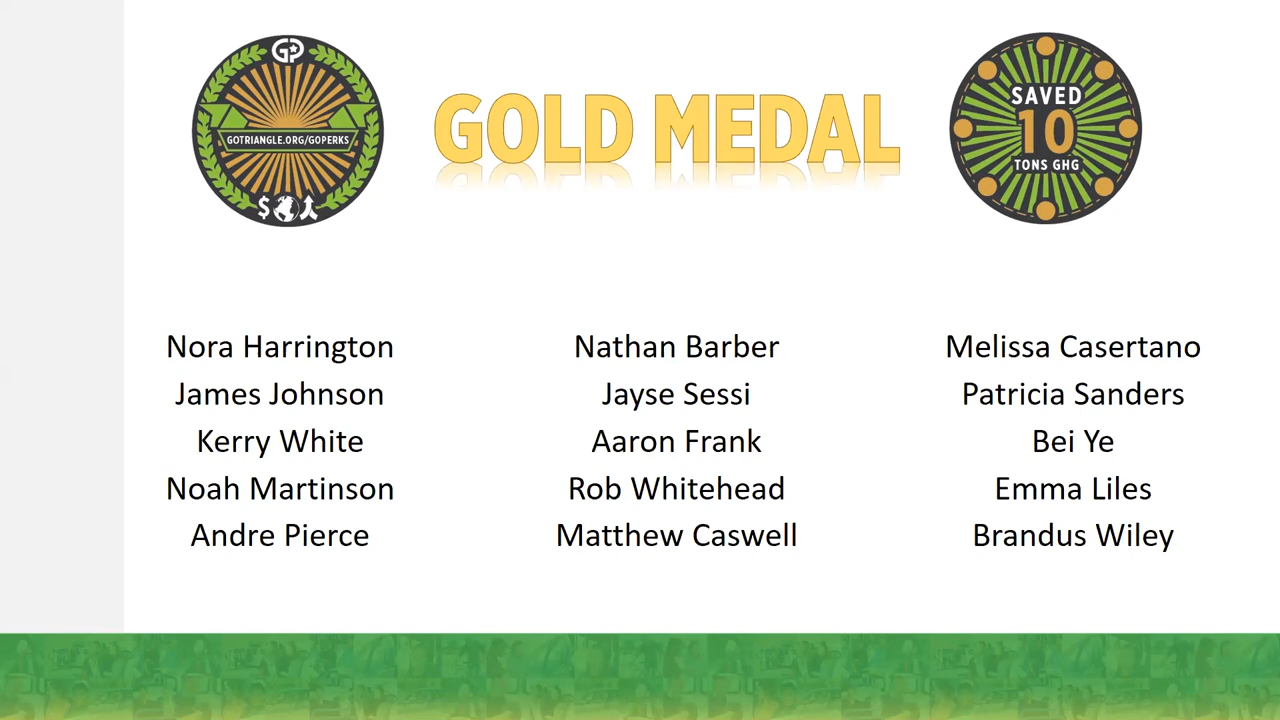 GP
GOTRIANGLE.ORG/GOPERKS
$
GOLD MEDAL
SAVED
10
TONS GHG
Nora Harrington
James Johnson
Kerry White
Noah Martinson
Andre Pierce
Nathan Barber
Jayse Sessi
Aaron Frank
Rob Whitehead
Matthew Caswell
Melissa Casertano
Patricia Sanders
Bei Ye
Emma Liles
Brandus Wiley